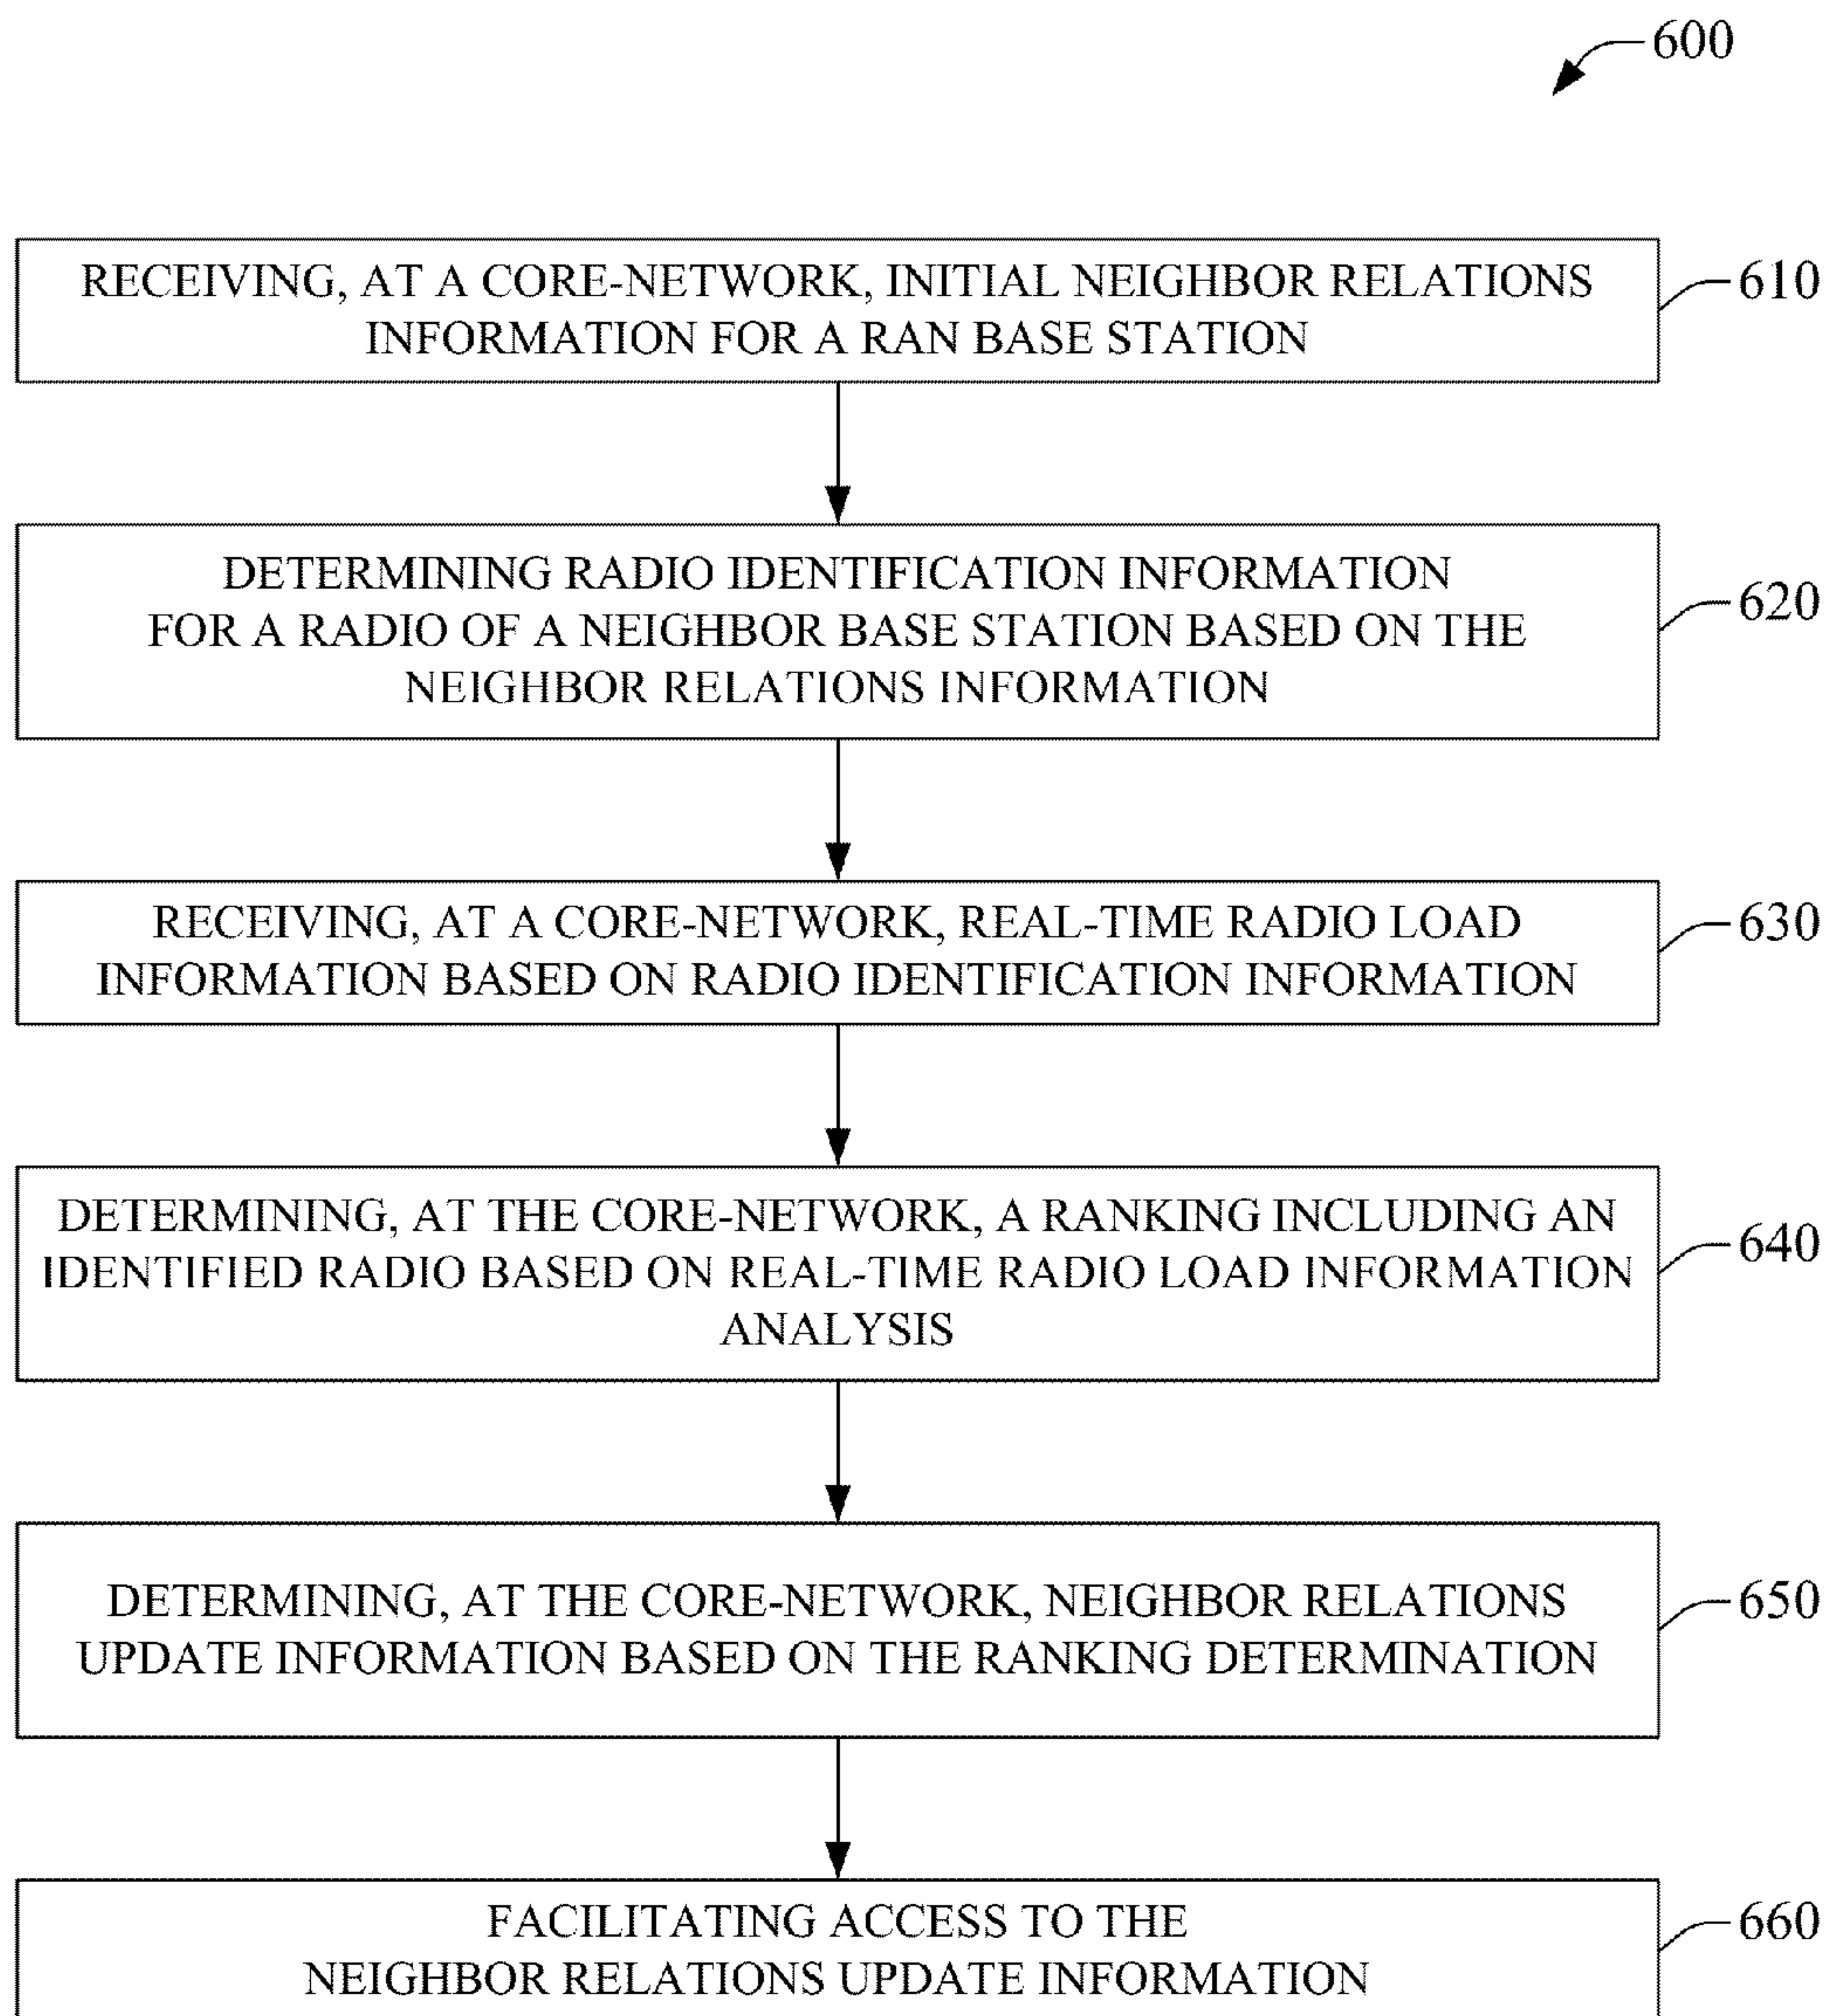 600
RECEIVING, AT A CORE-NETWORK, INITIAL NEIGHBOR RELATIONS
INFORMATION FOR A RAN BASE STATION
610
DETERMINING RADIO IDENTIFICATION INFORMATION
FOR A RADIO OF A NEIGHBOR BASE STATION BASED ON THE
NEIGHBOR RELATIONS INFORMATION
620
RECEIVING, AT A CORE-NETWORK, REAL-TIME RADIO LOAD
INFORMATION BASED ON RADIO IDENTIFICATION INFORMATION
630
DETERMINING, AT THE CORE-NETWORK, A RANKING INCLUDING AN
IDENTIFIED RADIO BASED ON REAL-TIME RADIO LOAD INFORMATION
ANALYSIS
640
DETERMINING, AT THE CORE-NETWORK, NEIGHBOR RELATIONS
UPDATE INFORMATION BASED ON THE RANKING DETERMINATION
650
FACILITATING ACCESS TO THE
NEIGHBOR RELATIONS UPDATE INFORMATION
660